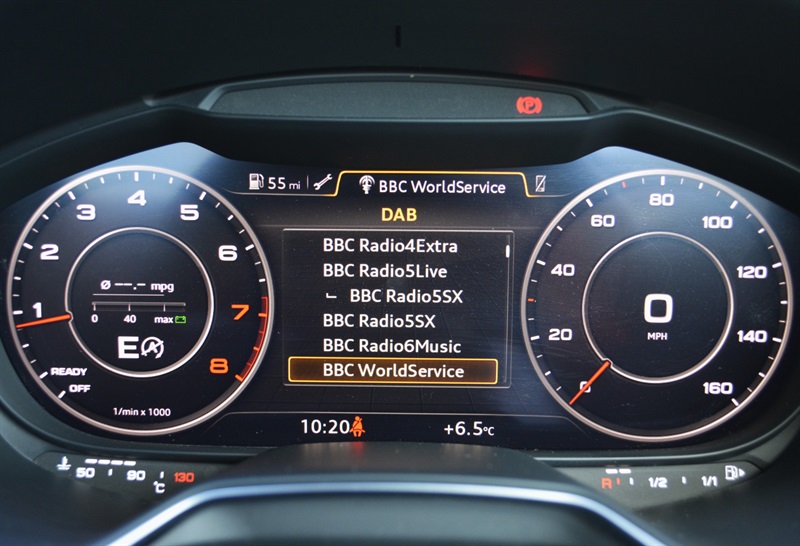 P
55 mi
BBC WorldService
DAB
BBC Radio4Extra
BBC Radio5Live
BBC Radio5SX
BBC Radio5SX
BBC Radio6Music
BBC WorldService
10:20
+6.5°C
1
2
3
4
5
6
7
8
Ø --.- mpg
0 40 max
E
READY
OFF
1/min x 1000
0
20
40
60
80
100
120
140
160
0
MPH
50 90 130
°C
R 1/2 1/1